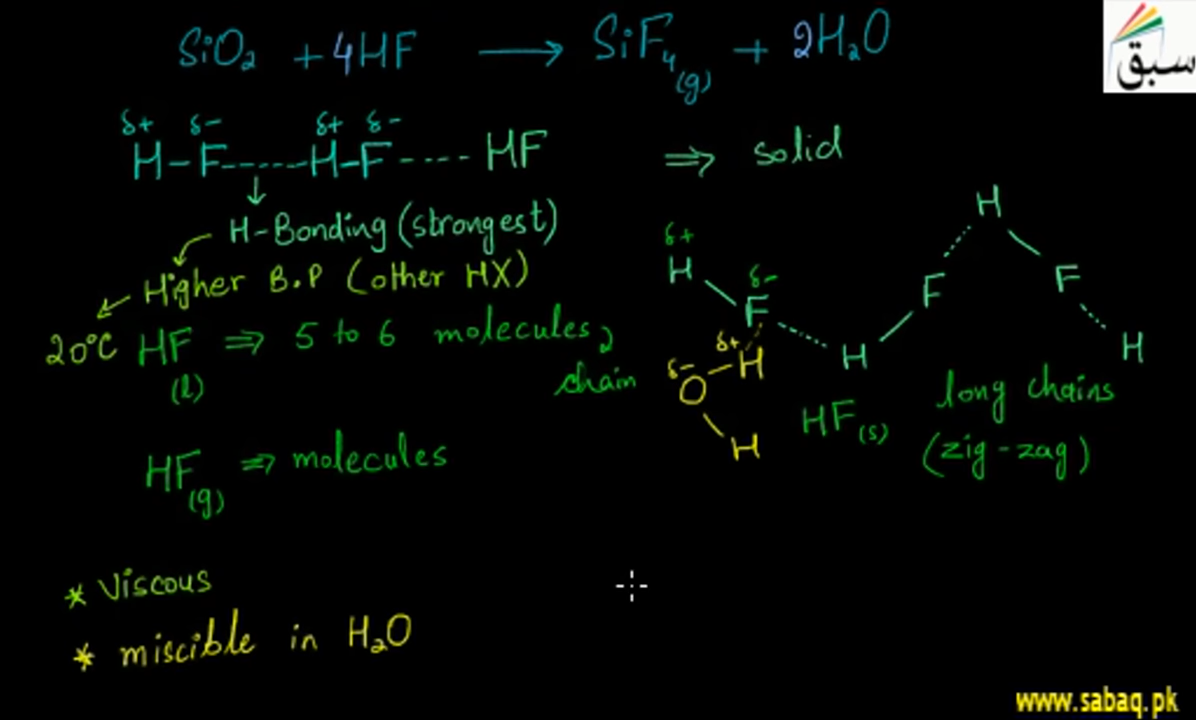 SiO₂ + 4HF ⟶ SiF₄(g) + 2H₂O
سبق
δ+ δ- δ+ δ-
H-F-----H-F---- HF ⇒ solid
↓
H-Bonding (strongest)
Higher B.P (other HX)
20°C HF(l) ⇒ 5 to 6 molecules,
chain
HF(g) ⇒ molecules
* Viscous
* miscible in H₂O
H
δ+
H
δ-
F
F
F
δ+
δ- H
H
H
O
H
HF(s)
long chains
(zig-zag)
www.sabaq.pk